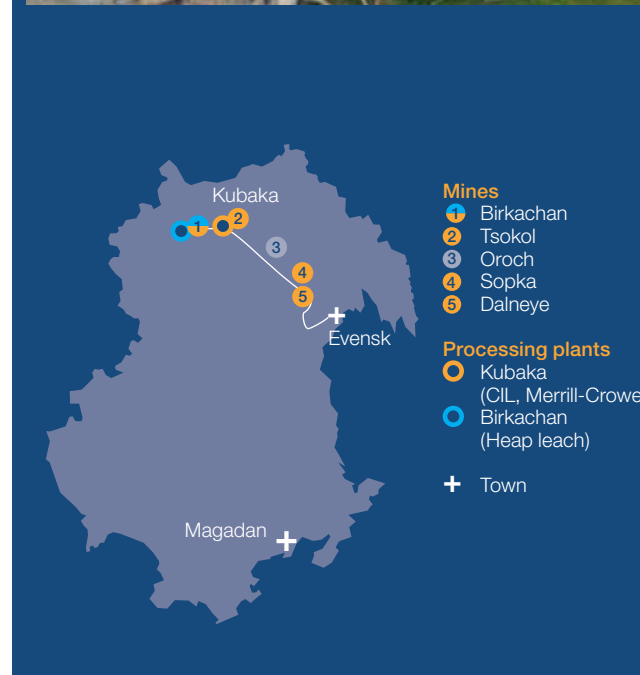 Kubaka
1
2
3
4
5
Evensk
Magadan
Mines
1 Birkachan
2 Tsokol
3 Oroch
4 Sopka
5 Dalneye
Processing plants
Kubaka
(CIL, Merrill-Crowe
Birkachan
(Heap leach)
Town